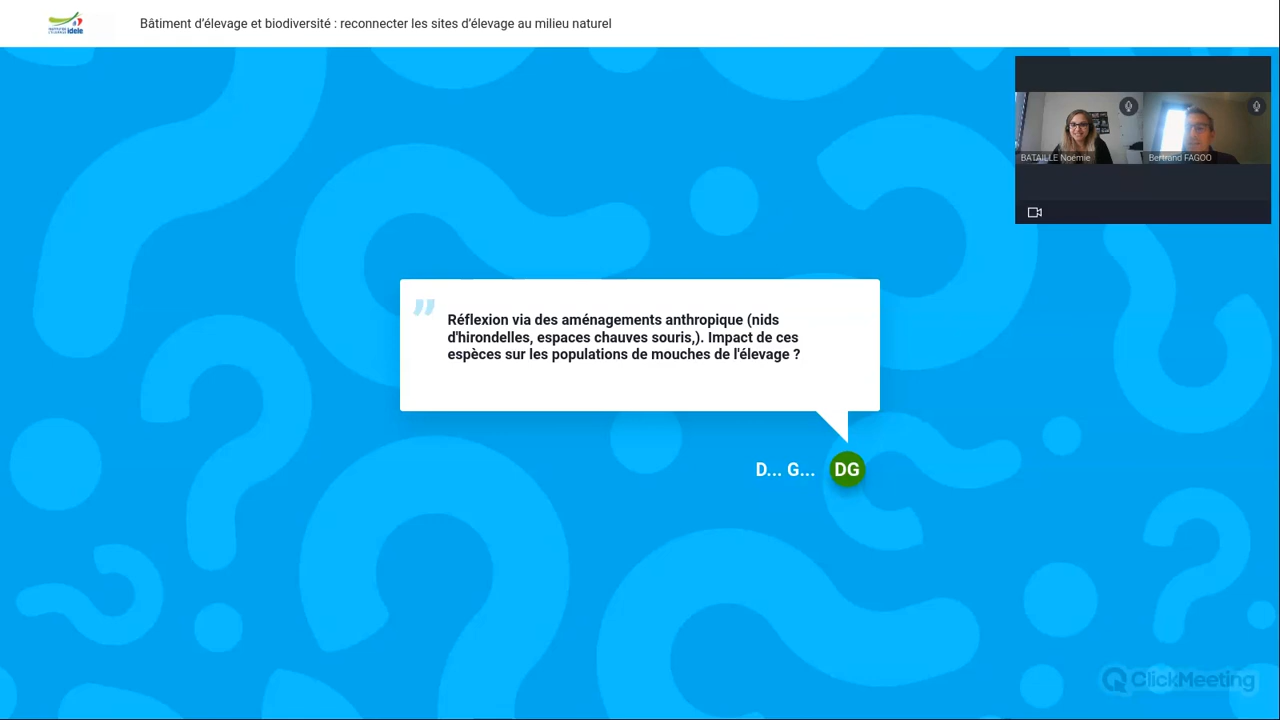 idele
Bâtiment d’élevage et biodiversité : reconnecter les sites d’élevage au milieu naturel
BATAILLE Noémie
Bertrand FAGOO
Réflexion via des aménagements anthropique (nids
d'hirondelles, espaces chauves souris,). Impact de ces
espèces sur les populations de mouches de l'élevage ?
D... G...
DG
ClickMeeting